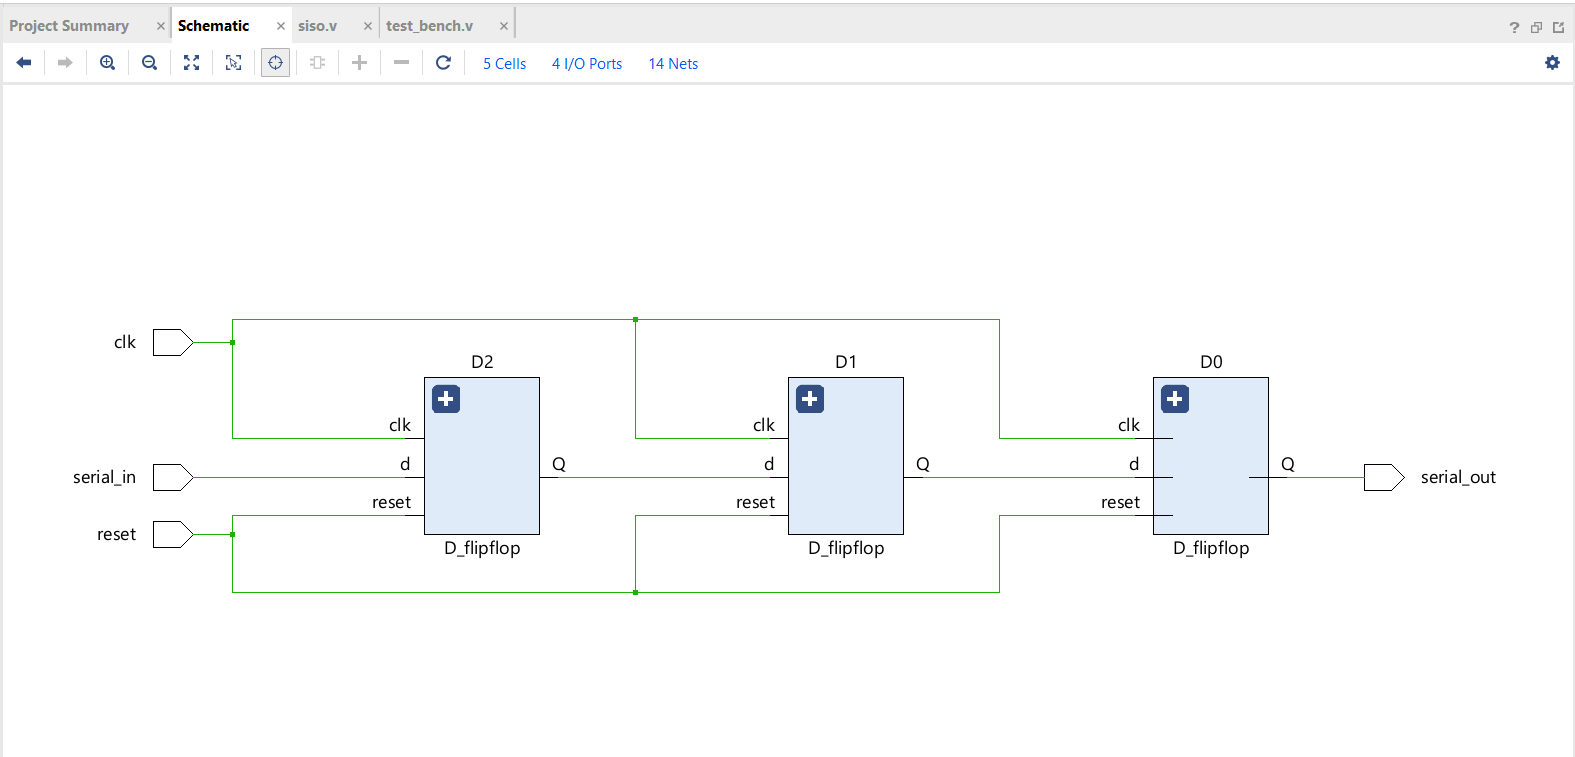 Project Summary × Schematic × siso.v × test_bench.v × ?
5 Cells 4 I/O Ports 14 Nets
clk
D2 D1 D0
clk clk clk
d Q d Q d Q
serial_in serial_out
reset reset reset
reset
D_flipflop D_flipflop D_flipflop